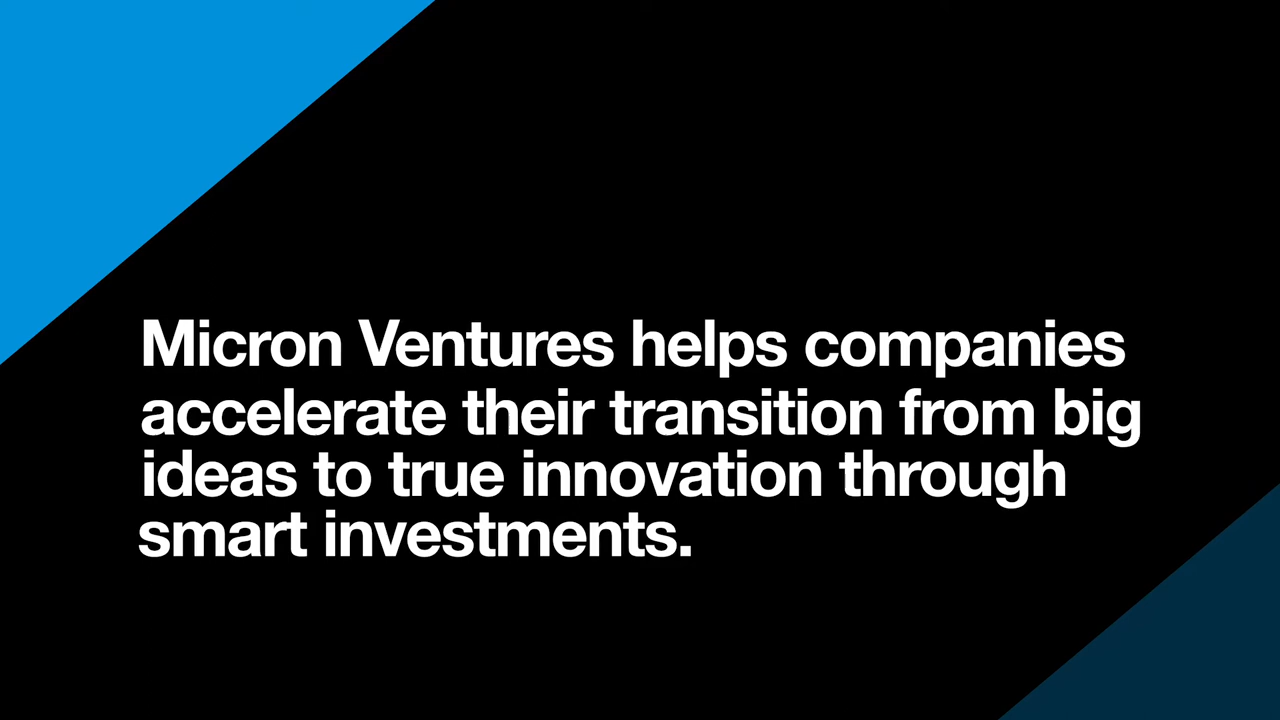 Micron Ventures helps companies
accelerate their transition from big
ideas to true innovation through
smart investments.